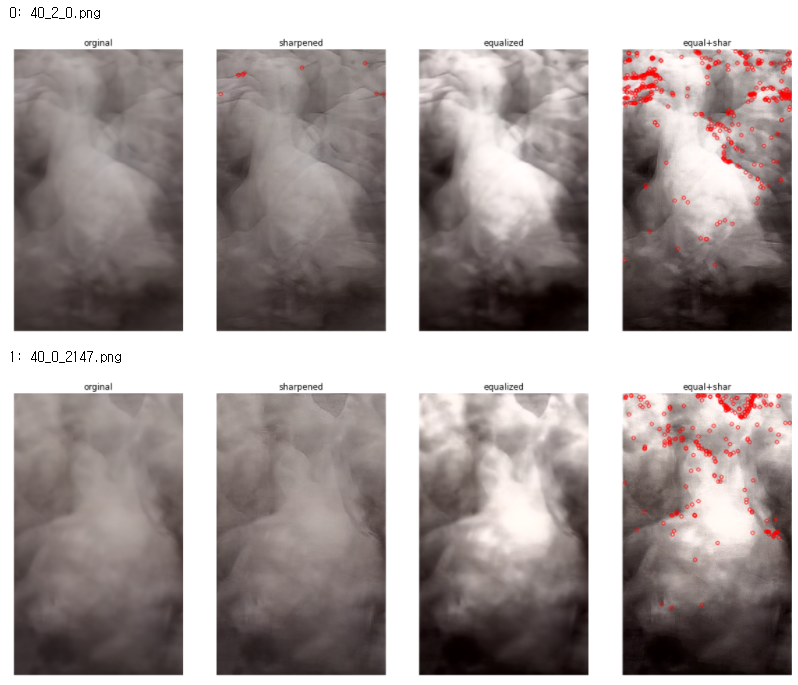 0: 40_2_0.png
orginal sharpened equalized equal+shar
1: 40_0_2147.png
orginal sharpened equalized equal+shar